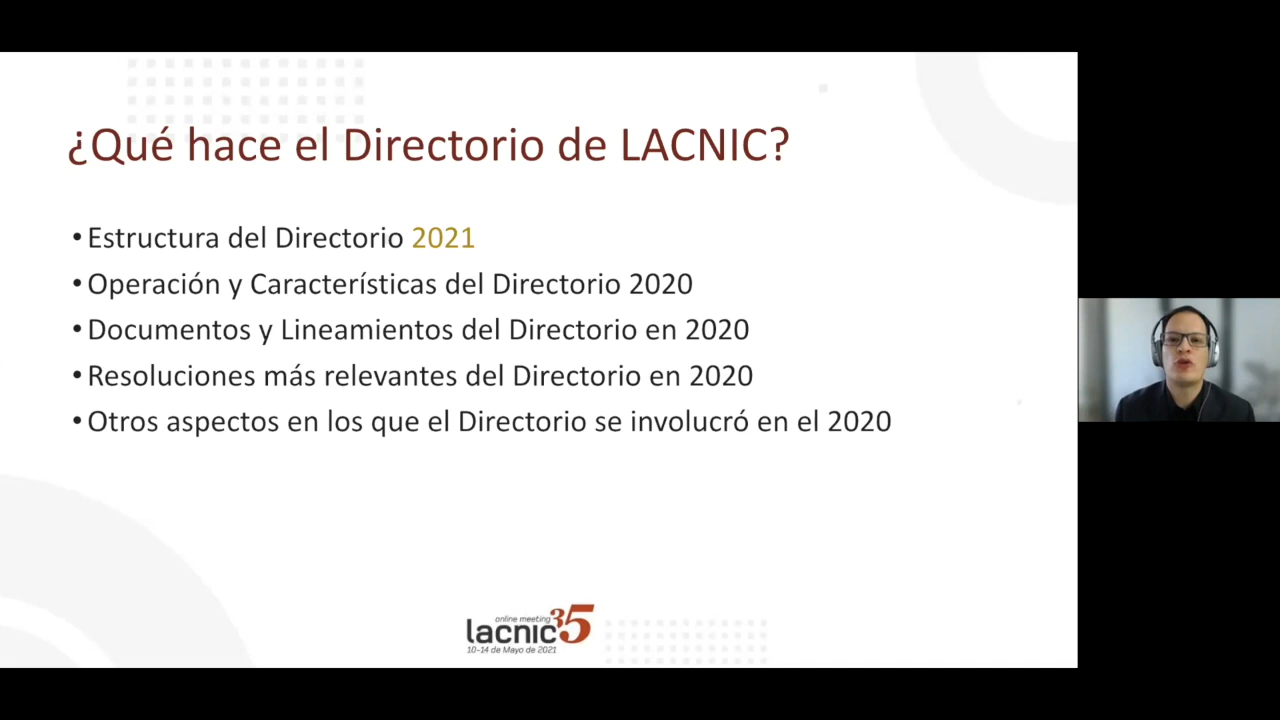 ¿Qué hace el Directorio de LACNIC?
• Estructura del Directorio 2021
• Operación y Características del Directorio 2020
• Documentos y Lineamientos del Directorio en 2020
• Resoluciones más relevantes del Directorio en 2020
• Otros aspectos en los que el Directorio se involucró en el 2020
online meeting
lacnic 35
10-14 de Mayo de 2021